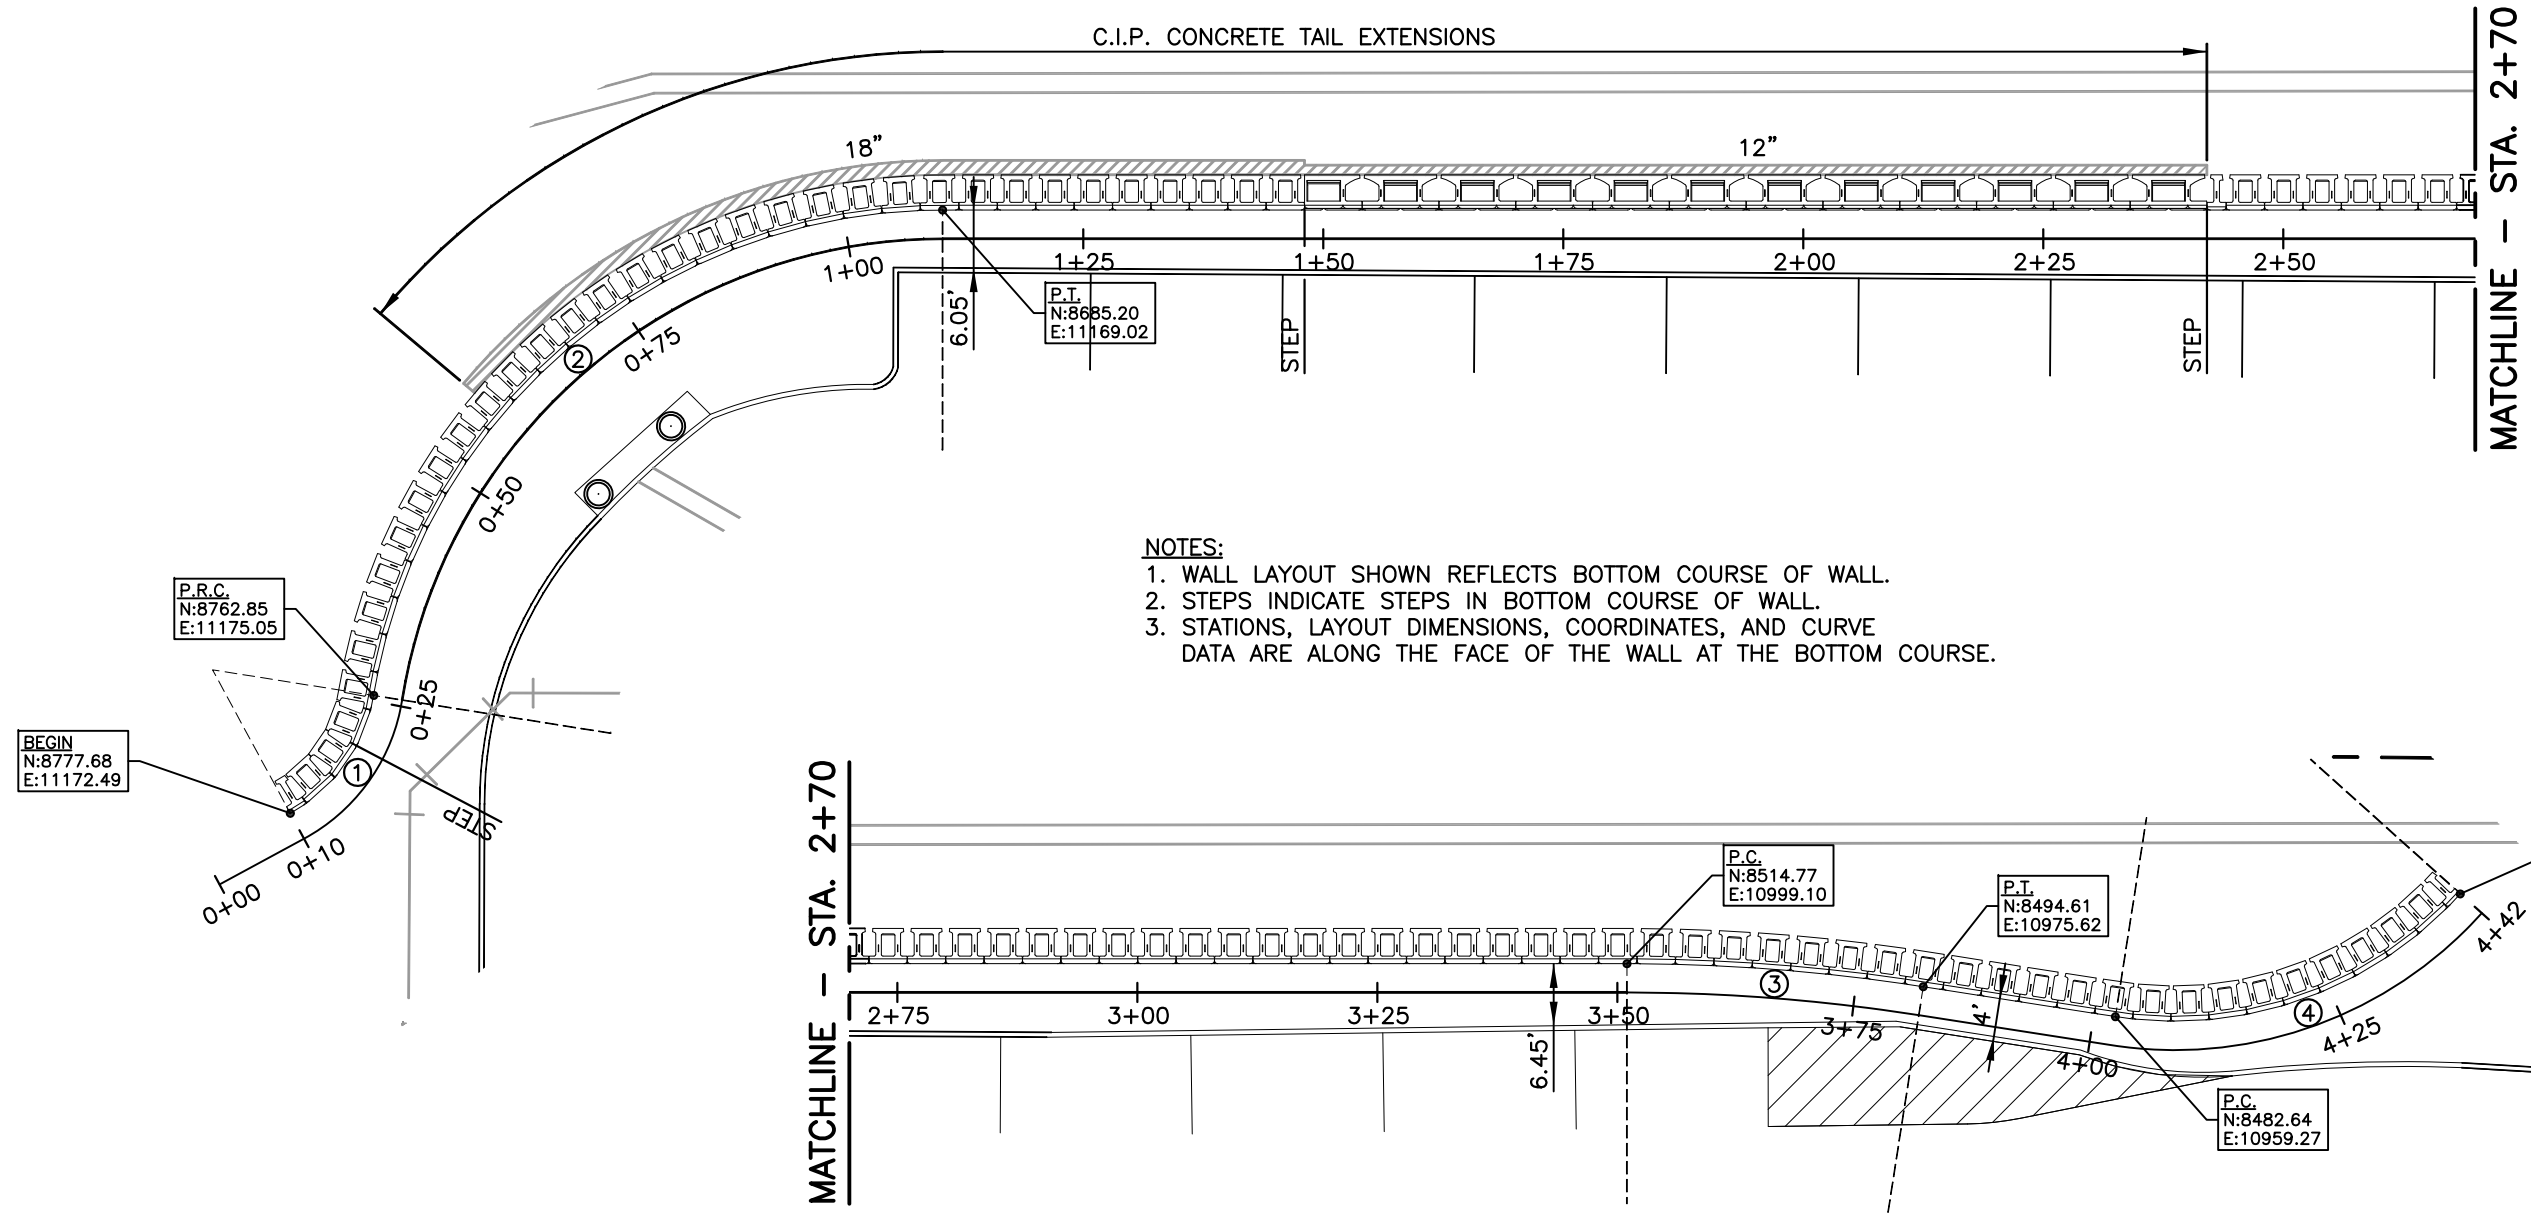 C.I.P. CONCRETE TAIL EXTENSIONS
18”
12”
MATCHLINE – STA. 2+70
1+00
1+25
1+50
1+75
2+00
2+25
2+50
P.T.
N:8685.20
E:11169.02
6.05’
STEP
STEP
2
0+75
0+50
NOTES:
1. WALL LAYOUT SHOWN REFLECTS BOTTOM COURSE OF WALL.
2. STEPS INDICATE STEPS IN BOTTOM COURSE OF WALL.
3. STATIONS, LAYOUT DIMENSIONS, COORDINATES, AND CURVE
DATA ARE ALONG THE FACE OF THE WALL AT THE BOTTOM COURSE.
P.R.C.
N:8762.85
E:11175.05
0+25
BEGIN
N:8777.68
E:11172.49
1
STEP
0+10
0+00
MATCHLINE – STA. 2+70
P.C.
N:8514.77
E:10999.10
P.T.
N:8494.61
E:10975.62
3
4
4’
4+42
2+75
3+00
3+25
3+50
3+75
4+00
4+25
6.45’
P.C.
N:8482.64
E:10959.27